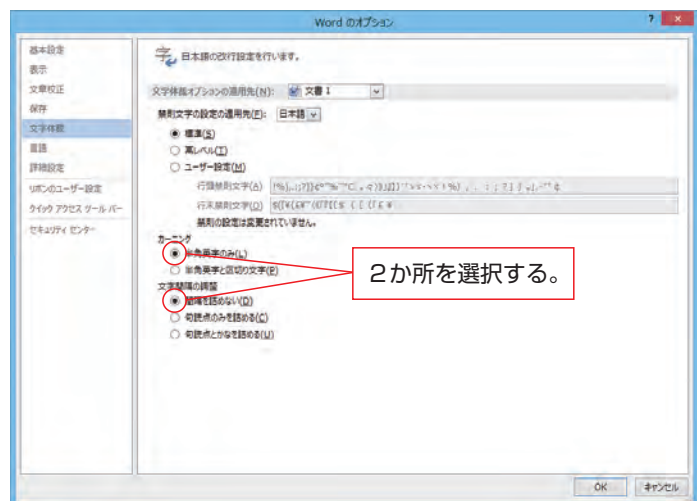 Word のオプション
?
基本設定
表示
文章校正
保存
文字体裁
言語
詳細設定
リボンのユーザー設定
クイック アクセス ツール バー
セキュリティ センター
字 日本語の改行設定を行います。
文字体裁オプションの適用先(N): 文書 1
禁則文字の設定の適用先(F): 日本語
標準(S)
高レベル(T)
ユーザー設定(M)
行頭禁則文字(A)
行末禁則文字(O)
禁則の設定は変更されていません。
カーニング
半角英字のみ(L)
半角英字と区切り文字(P)
文字間隔の調整
間隔を詰めない(D)
句読点のみを詰める(C)
句読点とかなを詰める(U)
２か所を選択する。
OK キャンセル